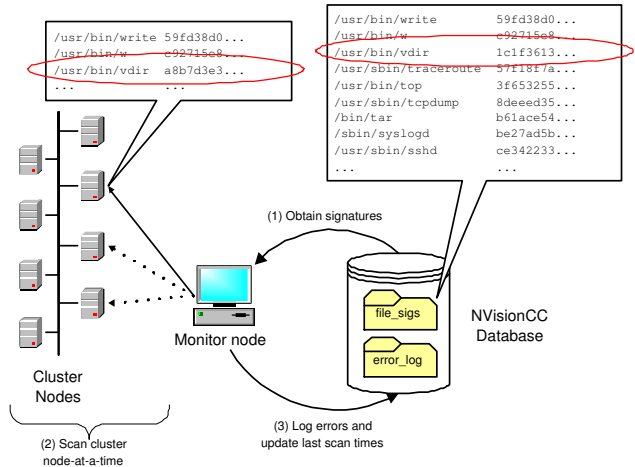 /usr/bin/write 59fd38d0...
/usr/bin/w c92715e8...
/usr/bin/vdir a8b7d3e3...
... ...
/usr/bin/write 59fd38d0...
/usr/bin/w c92715e8...
/usr/bin/vdir 1c1f3613...
/usr/sbin/traceroute 57f18f7a...
/usr/bin/top 3f653255...
/usr/sbin/tcpdump 8deeed35...
/bin/tar b61ace54...
/sbin/syslogd be27ad5b...
/usr/sbin/sshd ce342233...
... ...
(1) Obtain signatures
file_sigs
error_log
NVisionCC
Database
Monitor node
Cluster
Nodes
(2) Scan cluster
node-at-a-time
(3) Log errors and
update last scan times